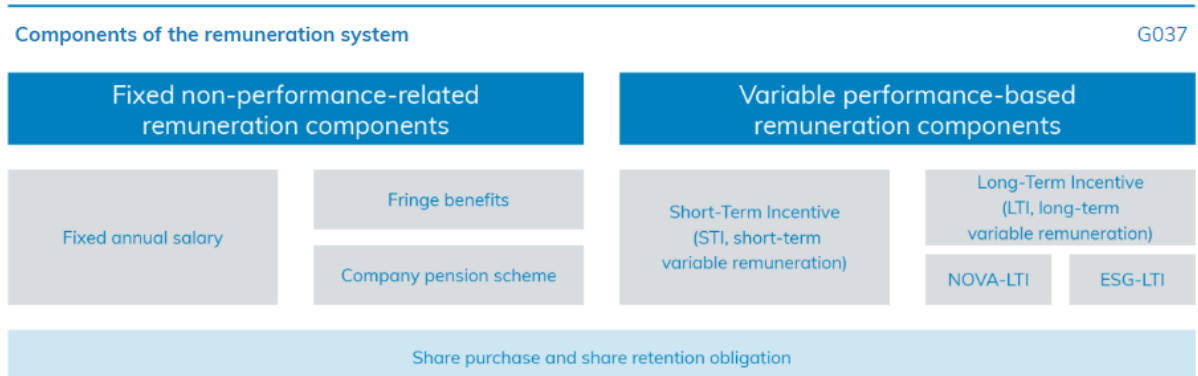 Components of the remuneration system
G037
Fixed non-performance-related
remuneration components
Variable performance-based
remuneration components
Fixed annual salary
Fringe benefits
Company pension scheme
Short-Term Incentive
(STI, short-term
variable remuneration)
Long-Term Incentive
(LTI, long-term
variable remuneration)
NOVA-LTI
ESG-LTI
Share purchase and share retention obligation